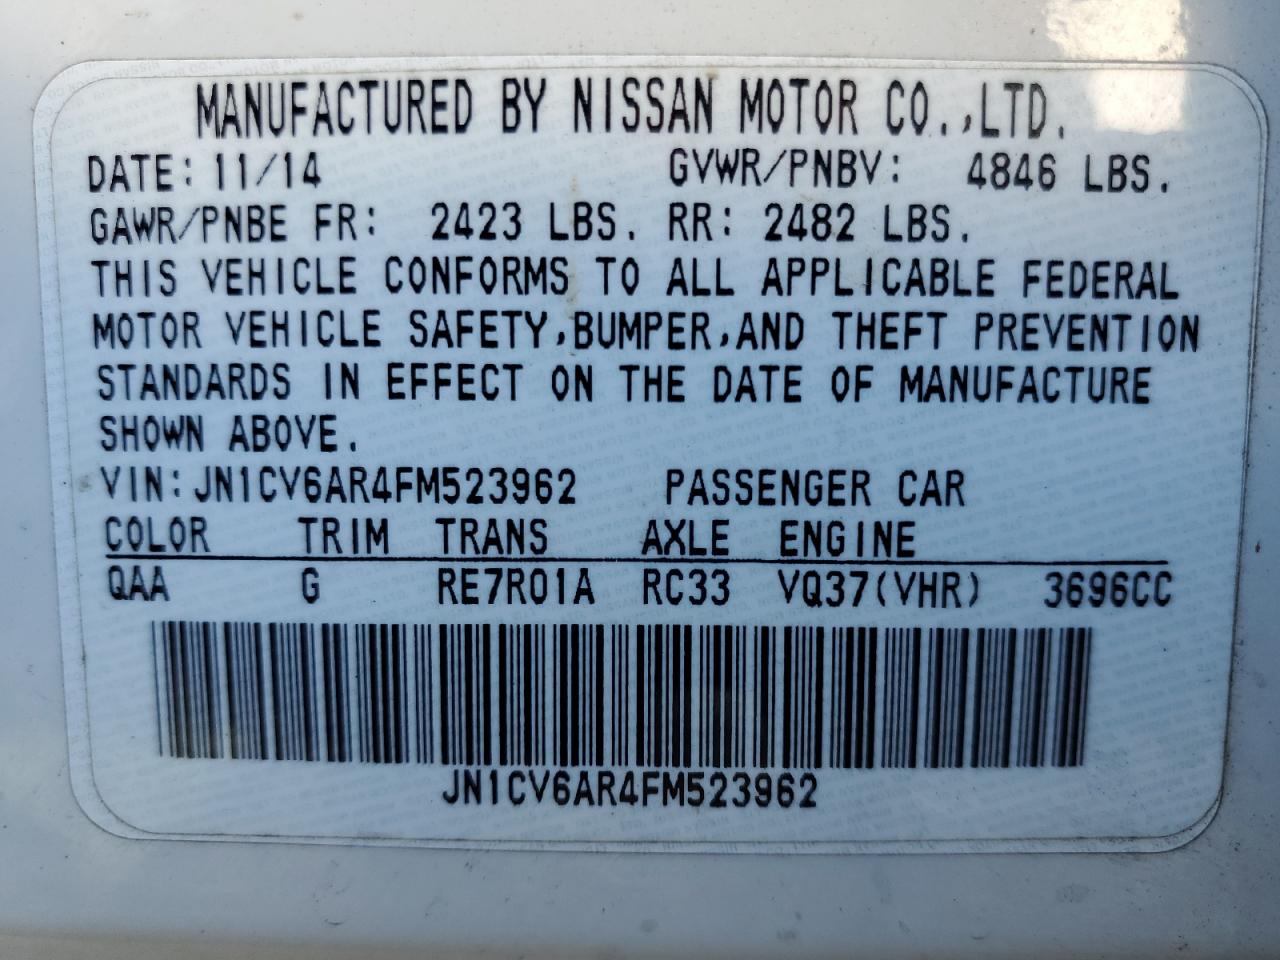 MANUFACTURED BY NISSAN MOTOR CO.,LTD.
DATE: 11/14 GVWR/PNBV: 4846 LBS.
GAWR/PNBE FR: 2423 LBS. RR: 2482 LBS.
THIS VEHICLE CONFORMS TO ALL APPLICABLE FEDERAL
MOTOR VEHICLE SAFETY,BUMPER,AND THEFT PREVENTION
STANDARDS IN EFFECT ON THE DATE OF MANUFACTURE
SHOWN ABOVE.
VIN: JN1CV6AR4FM523962 PASSENGER CAR
COLOR TRIM TRANS AXLE ENGINE
QAA G RE7R01A RC33 VQ37(VHR) 3696CC
JN1CV6AR4FM523962